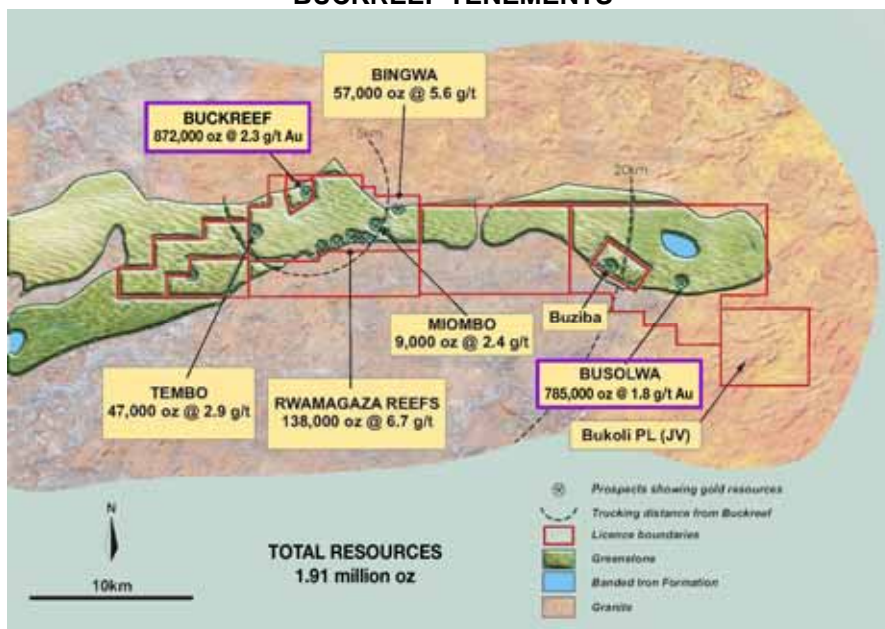 BUCKREEF TENEMENTS
BINGWA
57,000 oz @ 5.6 g/t
BUCKREEF
872,000 oz @ 2.3 g/t Au
15km
20km
MIOMBO
9,000 oz @ 2.4 g/t
Buziba
TEMBO
47,000 oz @ 2.9 g/t
RWAMAGAZA REEFS
138,000 oz @ 6.7 g/t
BUSOLWA
785,000 oz @ 1.8 g/t Au
Bukoli PL (JV)
N
10km
TOTAL RESOURCES
1.91 million oz
Prospects showing gold resources
Trucking distance from Buckreef
Licence boundaries
Greenstone
Banded Iron Formation
Granite